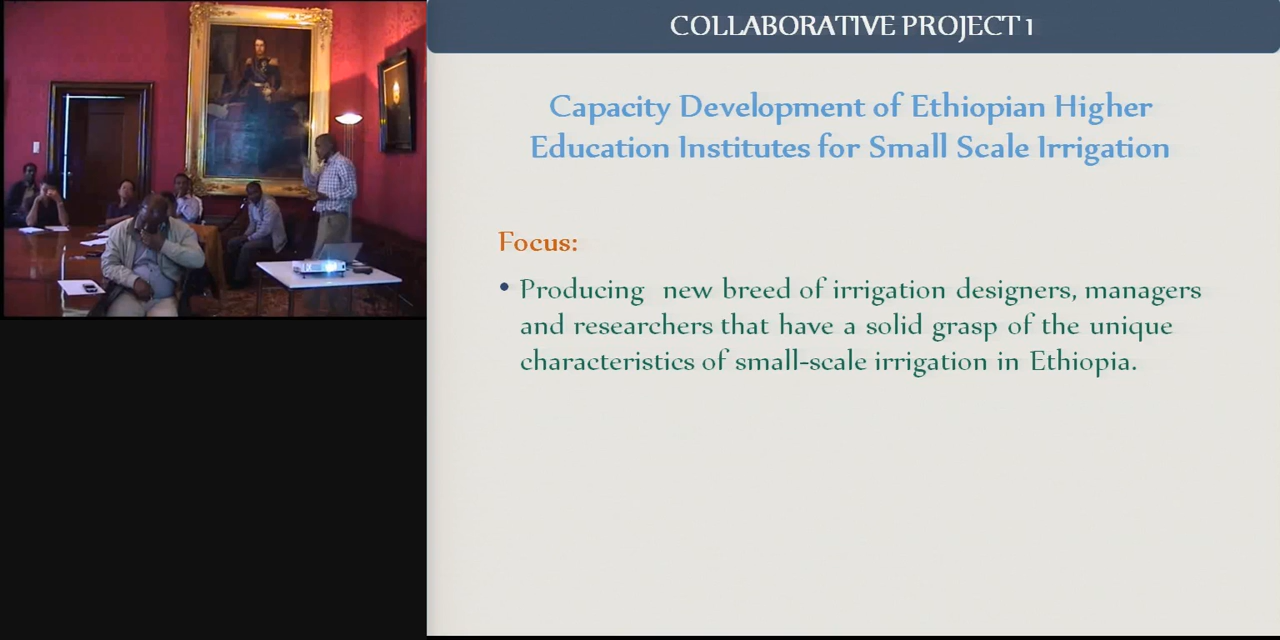 COLLABORATIVE PROJECT 1
Capacity Development of Ethiopian Higher
Education Institutes for Small Scale Irrigation
Focus:
• Producing new breed of irrigation designers, managers
and researchers that have a solid grasp of the unique
characteristics of small-scale irrigation in Ethiopia.